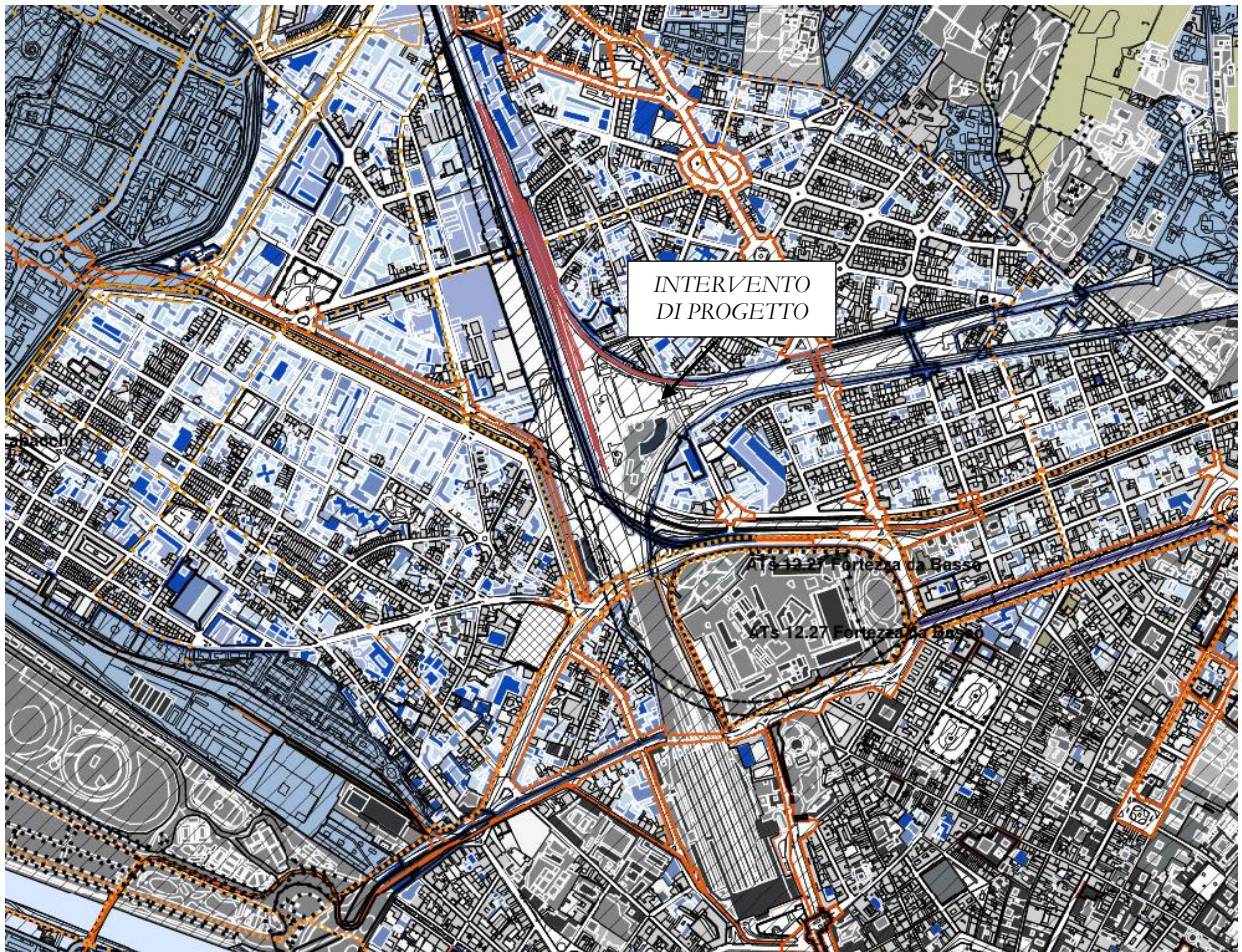 INTERVENTO
DI PROGETTO
ATs 12.27 Fortezza da Basso
ATs 12.27 Fortezza da Basso